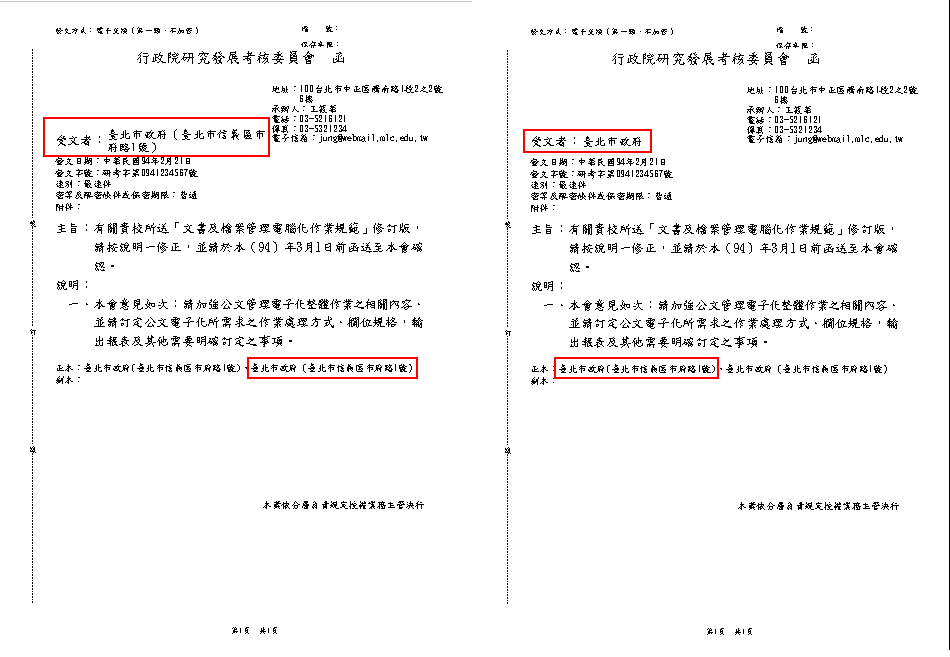 發文方式：電子交換（第一類，不加密）
檔　　號：
保存年限：
行政院研究發展考核委員會　函
地址：100台北市中正區濟南路1段2之2號
6樓
承辦人：王筱菁
電話：03-5216121
傳真：03-5321234
電子信箱：jung@webmail.mlc.edu.tw
受文者：臺北市政府（臺北市信義區市
府路1號）
發文日期：中華民國94年2月21日
發文字號：研考字第0941234567號
速別：最速件
密等及解密條件或保密期限：普通
附件：
主旨：有關貴校所送「文書及檔案管理電腦化作業規範」修訂版，
請按說明一修正，並請於本（94）年3月1日前函送至本會確
認。
說明：
一、本會意見如次：請加強公文管理電子化整體作業之相關內容、
並請訂定公文電子化所需求之作業處理方式、欄位規格，輸
出報表及其他需要明確訂定之事項。
正本：臺北市政府(臺北市信義區市府路1號)、臺北市政府（臺北市信義區市府路1號）
副本：
裝
訂
線
本案依分層負責規定授權業務主管決行
第1頁　共1頁
發文方式：電子交換（第一類，不加密）
檔　　號：
保存年限：
行政院研究發展考核委員會　函
地址：100台北市中正區濟南路1段2之2號
6樓
承辦人：王筱菁
電話：03-5216121
傳真：03-5321234
電子信箱：jung@webmail.mlc.edu.tw
受文者：臺北市政府
發文日期：中華民國94年2月21日
發文字號：研考字第0941234567號
速別：最速件
密等及解密條件或保密期限：普通
附件：
主旨：有關貴校所送「文書及檔案管理電腦化作業規範」修訂版，
請按說明一修正，並請於本（94）年3月1日前函送至本會確
認。
說明：
一、本會意見如次：請加強公文管理電子化整體作業之相關內容、
並請訂定公文電子化所需求之作業處理方式、欄位規格，輸
出報表及其他需要明確訂定之事項。
正本：臺北市政府(臺北市信義區市府路1號)、臺北市政府（臺北市信義區市府路1號）
副本：
裝
訂
線
本案依分層負責規定授權業務主管決行
第1頁　共1頁